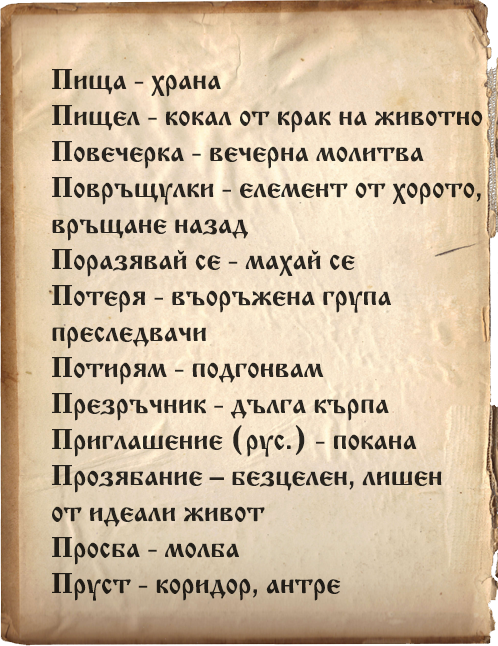 Пища - храна
Пищел - кокал от крак на животно
Повечерка - вечерна молитва
Повръщулки - елемент от хорото,
връщане назад
Поразявай се - махай се
Потеря - въоръжена група
преследвачи
Потирям - подгонвам
Презръчник - дълга кърпа
Приглашение (рус.) - покана
Прозябание – безцелен, лишен
от идеали живот
Просба - молба
Пруст - коридор, антре